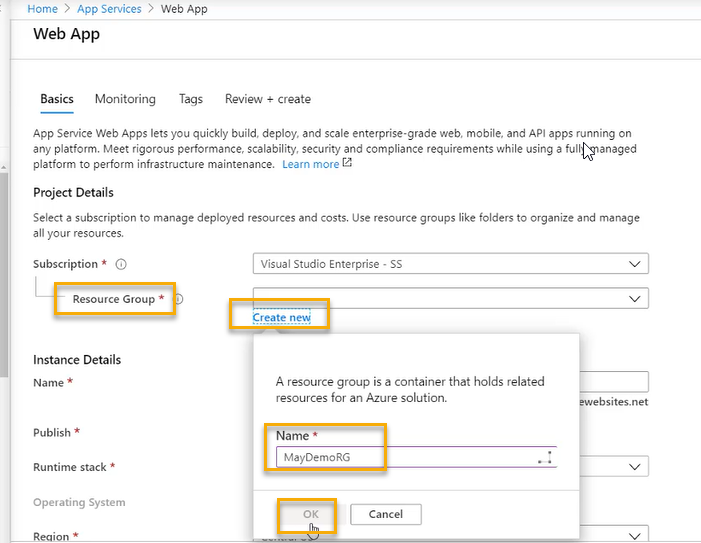 Home > App Services > Web App
Web App
Basics Monitoring Tags Review + create
App Service Web Apps lets you quickly build, deploy, and scale enterprise-grade web, mobile, and API apps running on
any platform. Meet rigorous performance, scalability, security and compliance requirements while using a fully managed
platform to perform infrastructure maintenance. Learn more
Project Details
Select a subscription to manage deployed resources and costs. Use resource groups like folders to organize and manage
all your resources.
Subscription * Visual Studio Enterprise - SS
Resource Group *
Create new
A resource group is a container that holds related
resources for an Azure solution.
Name *
MayDemoRG
OK Cancel
Instance Details
Name *
ewebsites.net
Publish *
Runtime stack *
Operating System
Region *